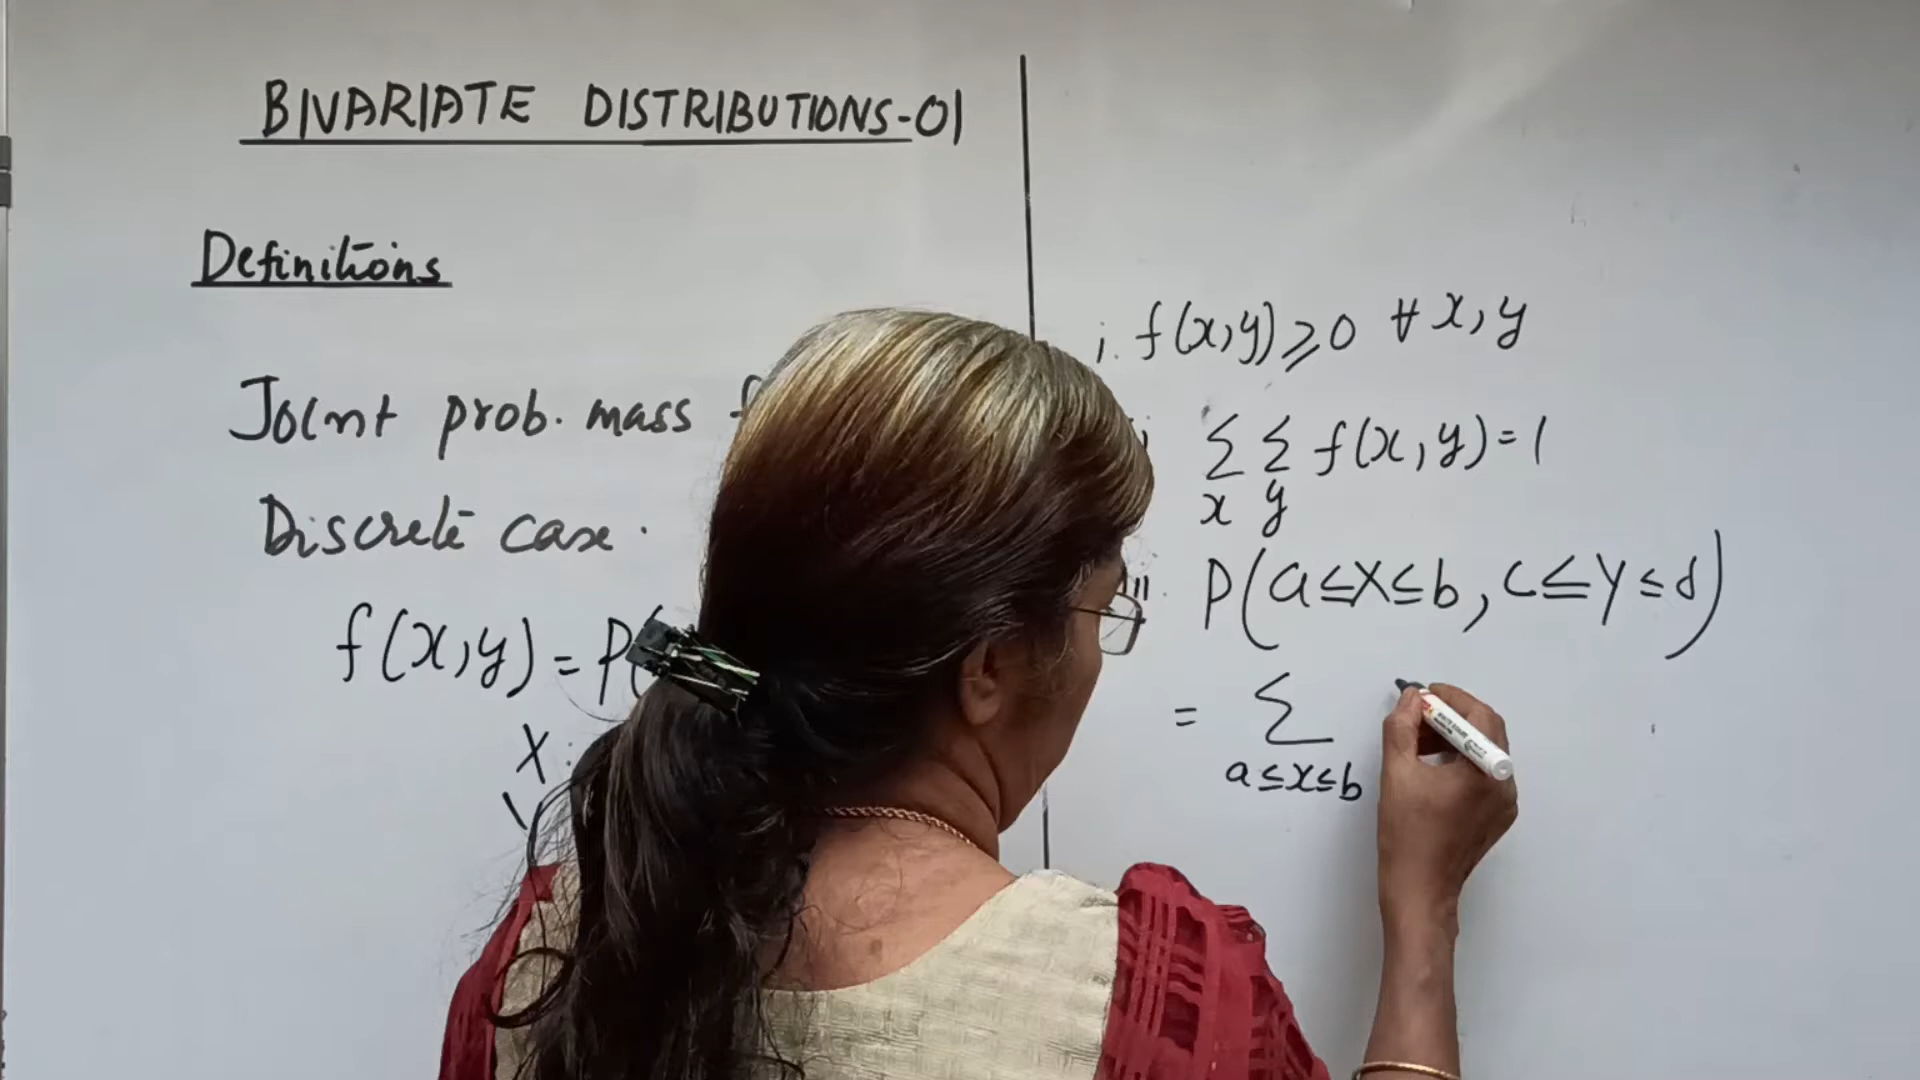 BIVARIATE DISTRIBUTIONS-01
Definitions
Joint prob. mass
Discrete case.
f(x,y) = P(
X
Y
i. f(x,y) ⩾ 0 ∀ x, y
∑ ∑ f(x,y) = 1
x y
P(a≤X≤b, c≤Y≤d)
= ∑
a≤x≤b